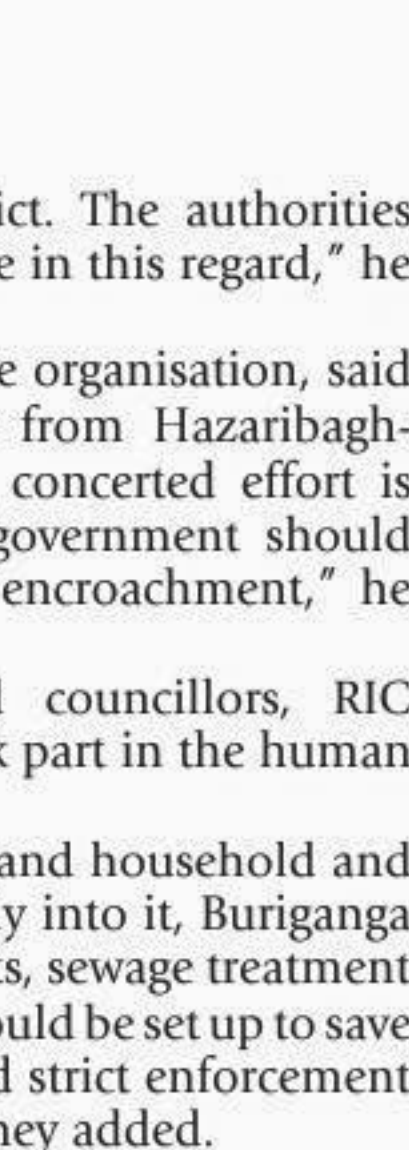 ict. The authorities
e in this regard," he
e organisation, said
from Hazaribagh-
concerted effort is
government should
encroachment," he
councillors, RIC
part in the human
and household and
y into it, Buriganga
s, sewage treatment
ould be set up to save
d strict enforcement
hey added.